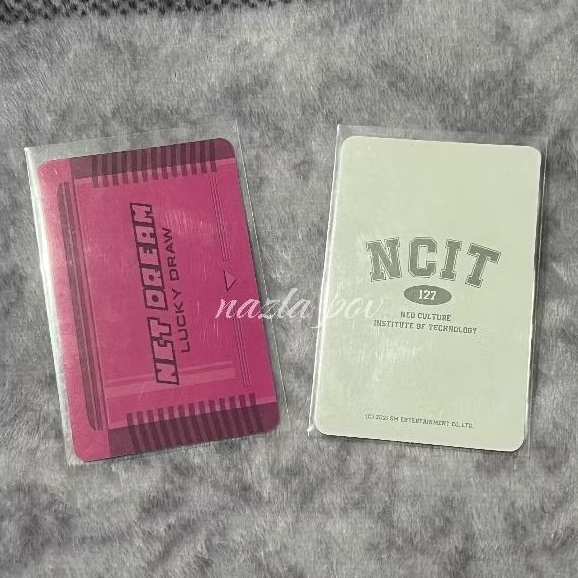 NCT DREAM
LUCKY DRAW
nazla pov
NCIT
127
NEO CULTURE
INSTITUTE OF TECHNOLOGY
(C) 2021 SM ENTERTAINMENT CO.,LTD.